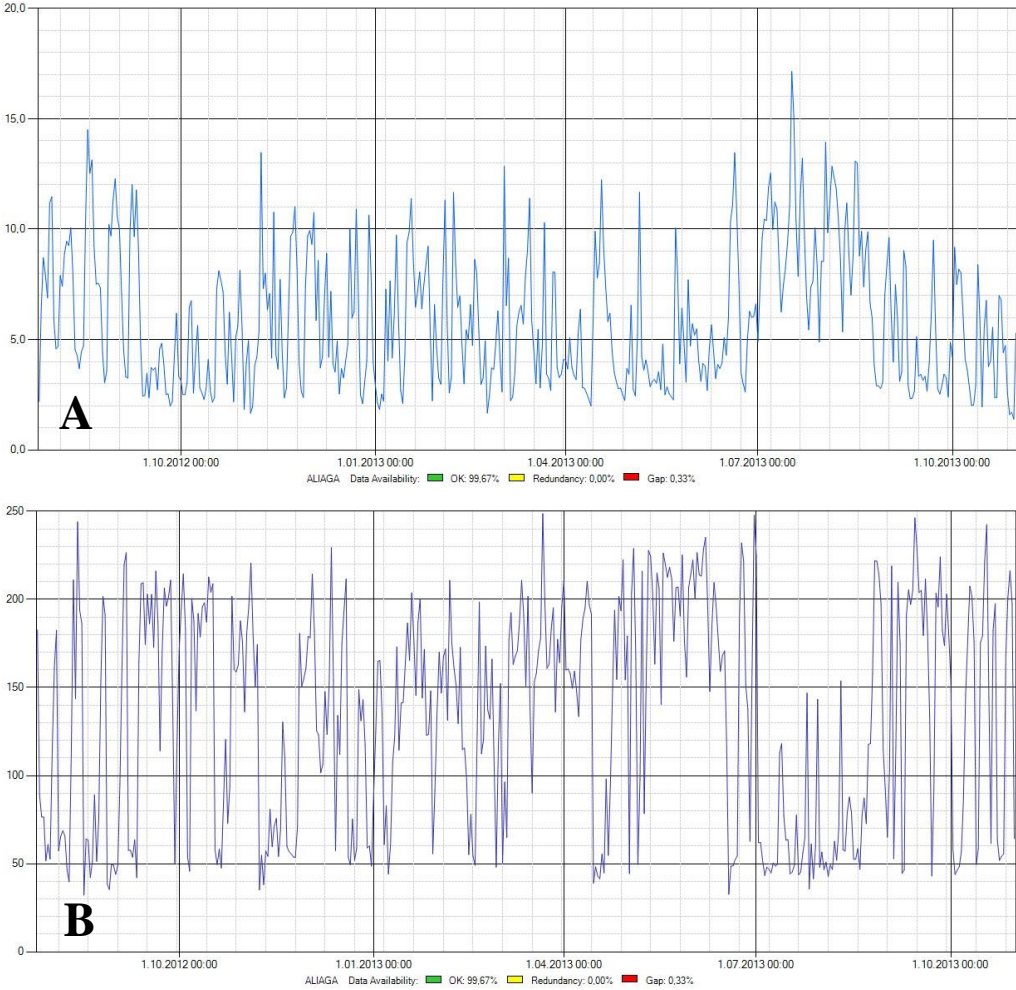 20,0
15,0
10,0
5,0
A
0,0
1.10.2012 00:00 1.01.2013 00:00 1.04.2013 00:00 1.07.2013 00:00 1.10.2013 00:00
ALIAGA Data Availability: OK: 99,67% Redundancy: 0,00% Gap: 0,33%
250
200
150
100
50
B
0
1.10.2012 00:00 1.01.2013 00:00 1.04.2013 00:00 1.07.2013 00:00 1.10.2013 00:00
ALIAGA Data Availability: OK: 99,67% Redundancy: 0,00% Gap: 0,33%